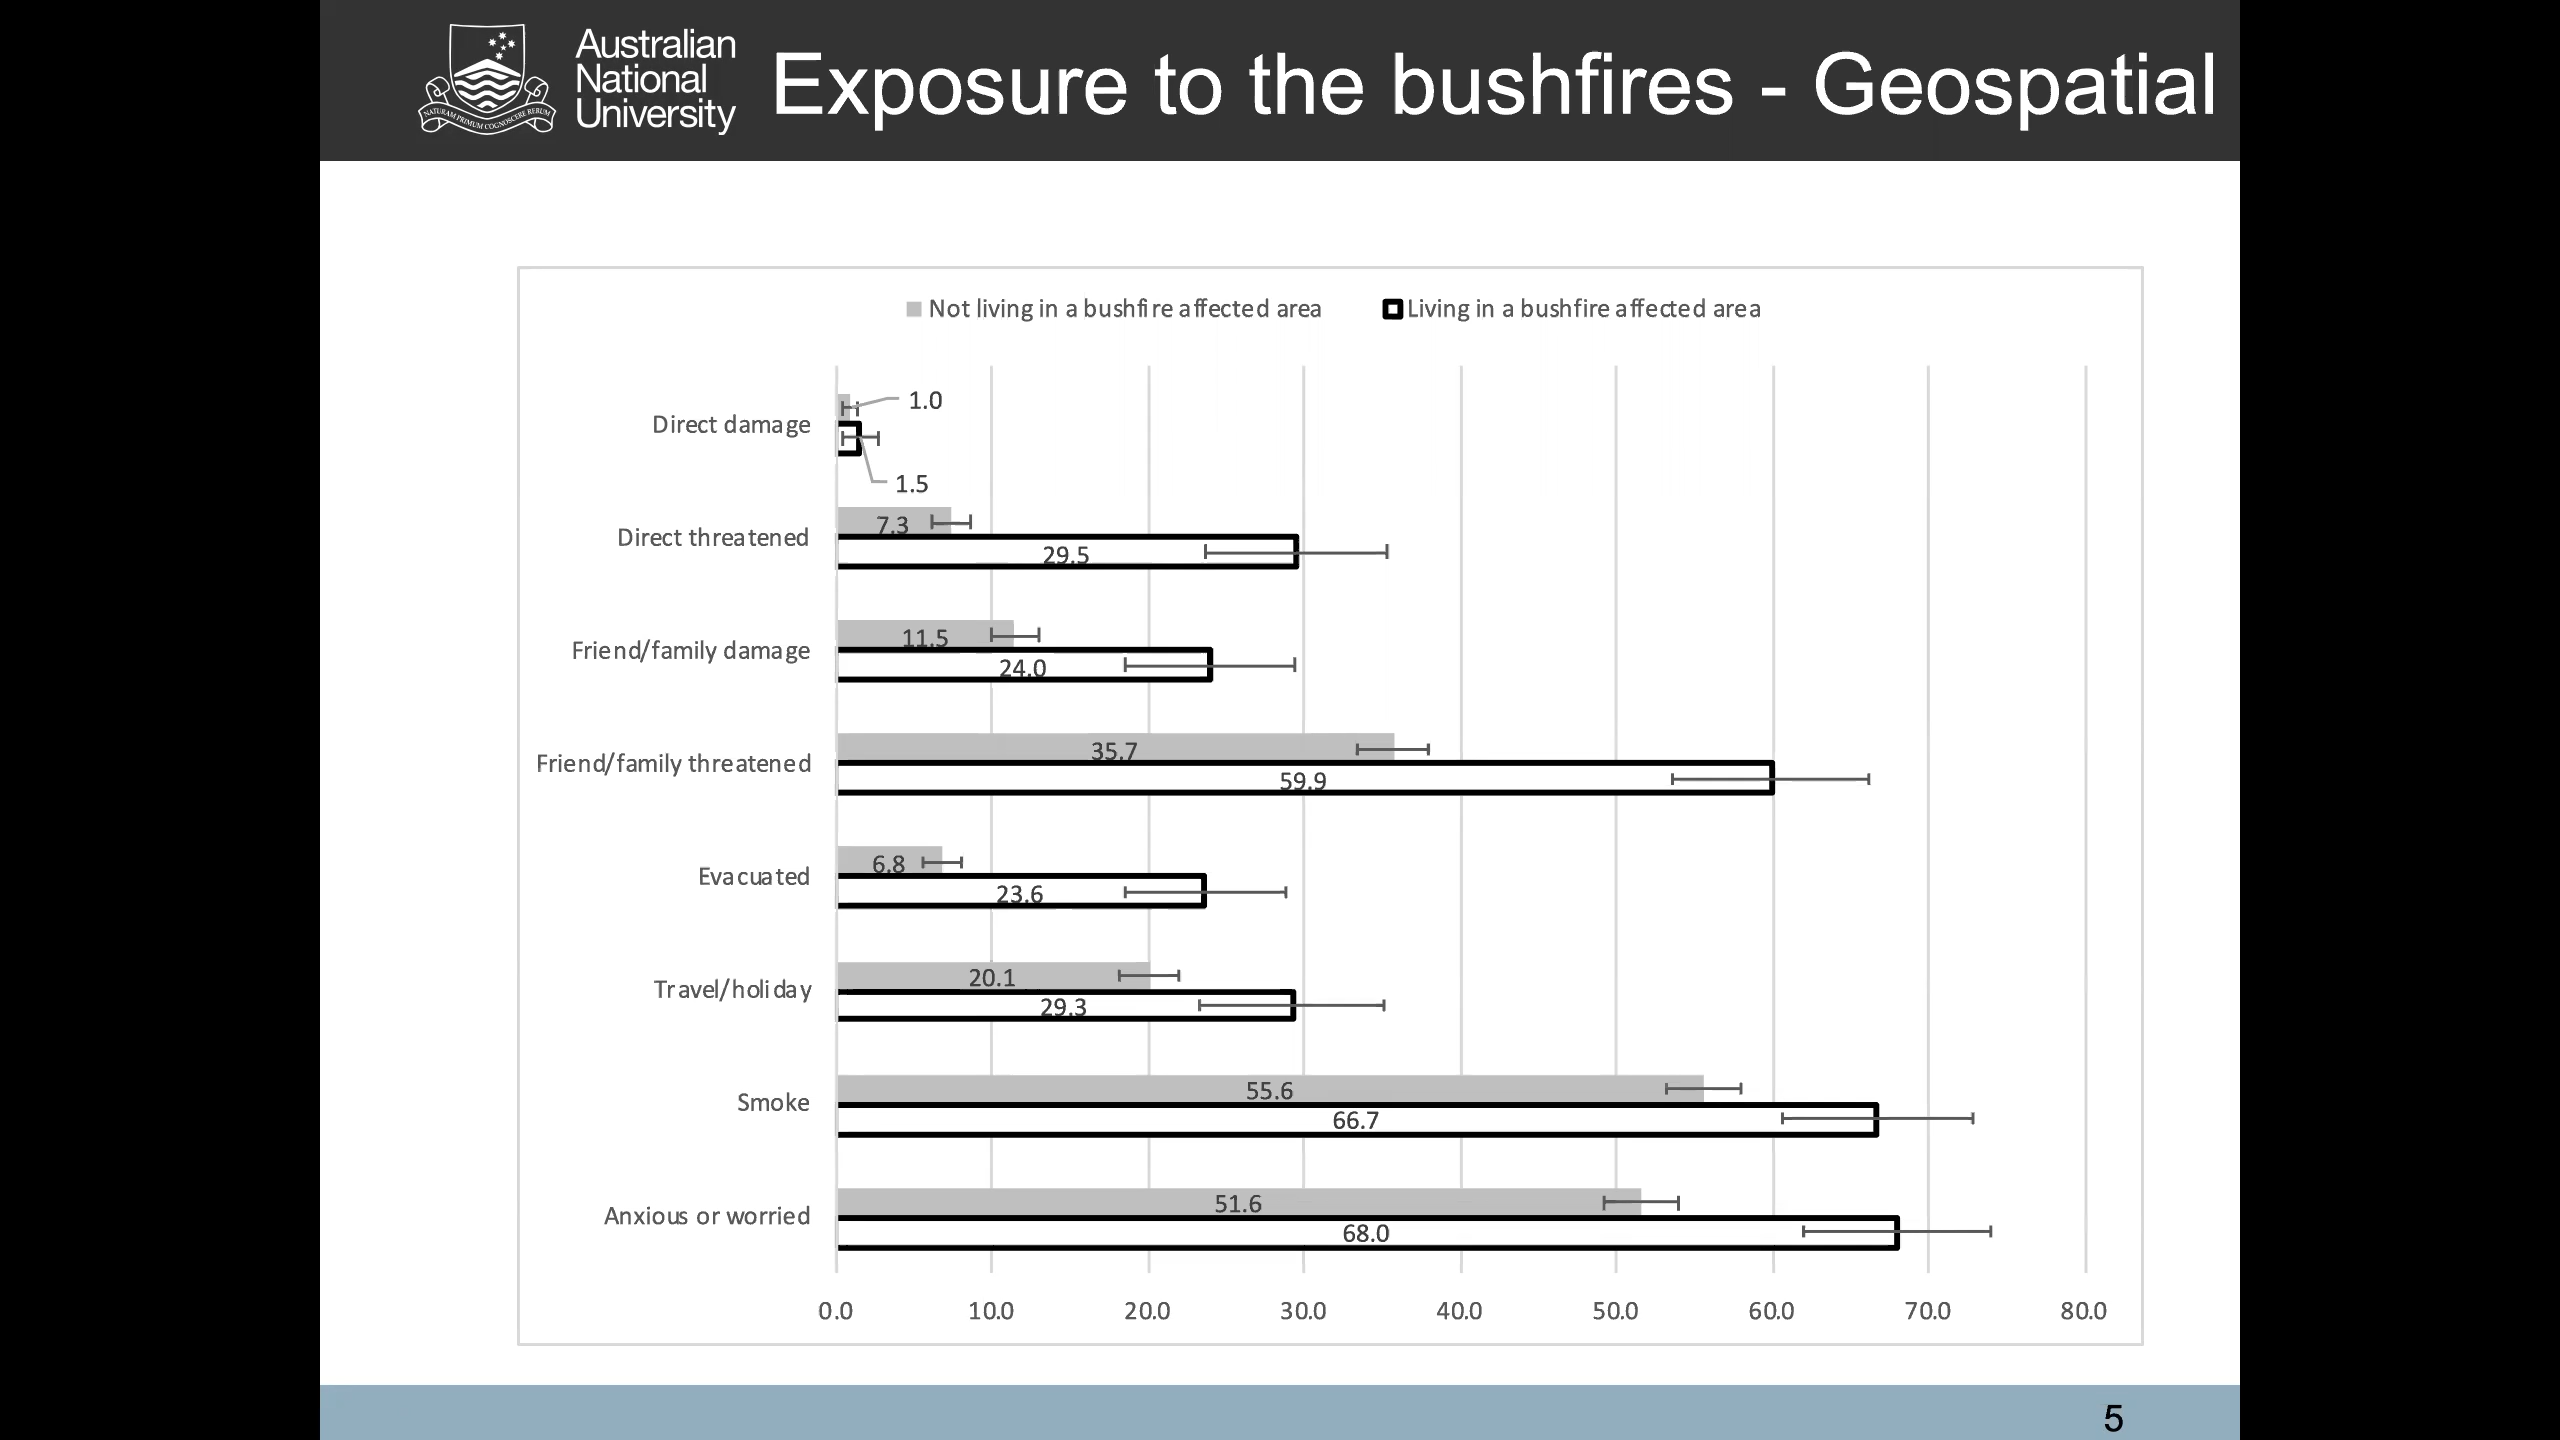 Australian
National
University
NATURAM PRIMUM COGNOSCERE RERUM
Exposure to the bushfires - Geospatial
Not living in a bushfire affected area
Living in a bushfire affected area
Direct damage
1.0
1.5
Direct threatened
7.3
29.5
Friend/family damage
11.5
24.0
Friend/family threatened
35.7
59.9
Evacuated
6.8
23.6
Travel/holiday
20.1
29.3
Smoke
55.6
66.7
Anxious or worried
51.6
68.0
0.0 10.0 20.0 30.0 40.0 50.0 60.0 70.0 80.0
5